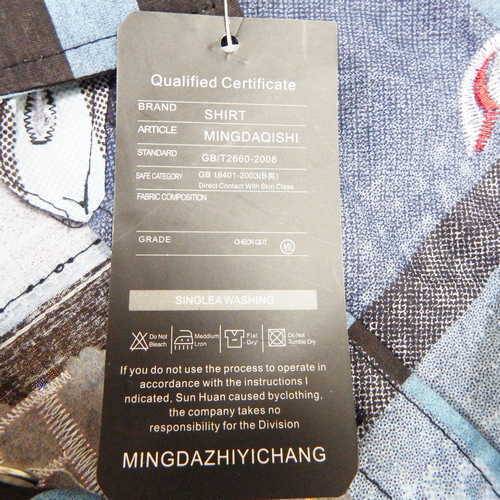 Qualified Certificate
BRAND SHIRT
ARTICLE MINGDAQISHI
STANDARD GB/T2660-2008
SAFE CATEGORY GB 18401-2003(B类)
Direct Contact With Skin Class
FABRIC COMPOSITION
GRADE CHECK OUT
SINGLEA WASHING
Do Not Bleach
Meddium Lron
Flat Dry
Do Not Tumble Dry
If you do not use the process to operate in
accordance with the instructions I
ndicated, Sun Huan caused byclothing,
the company takes no
responsibility for the Division
MINGDAZHIYICHANG